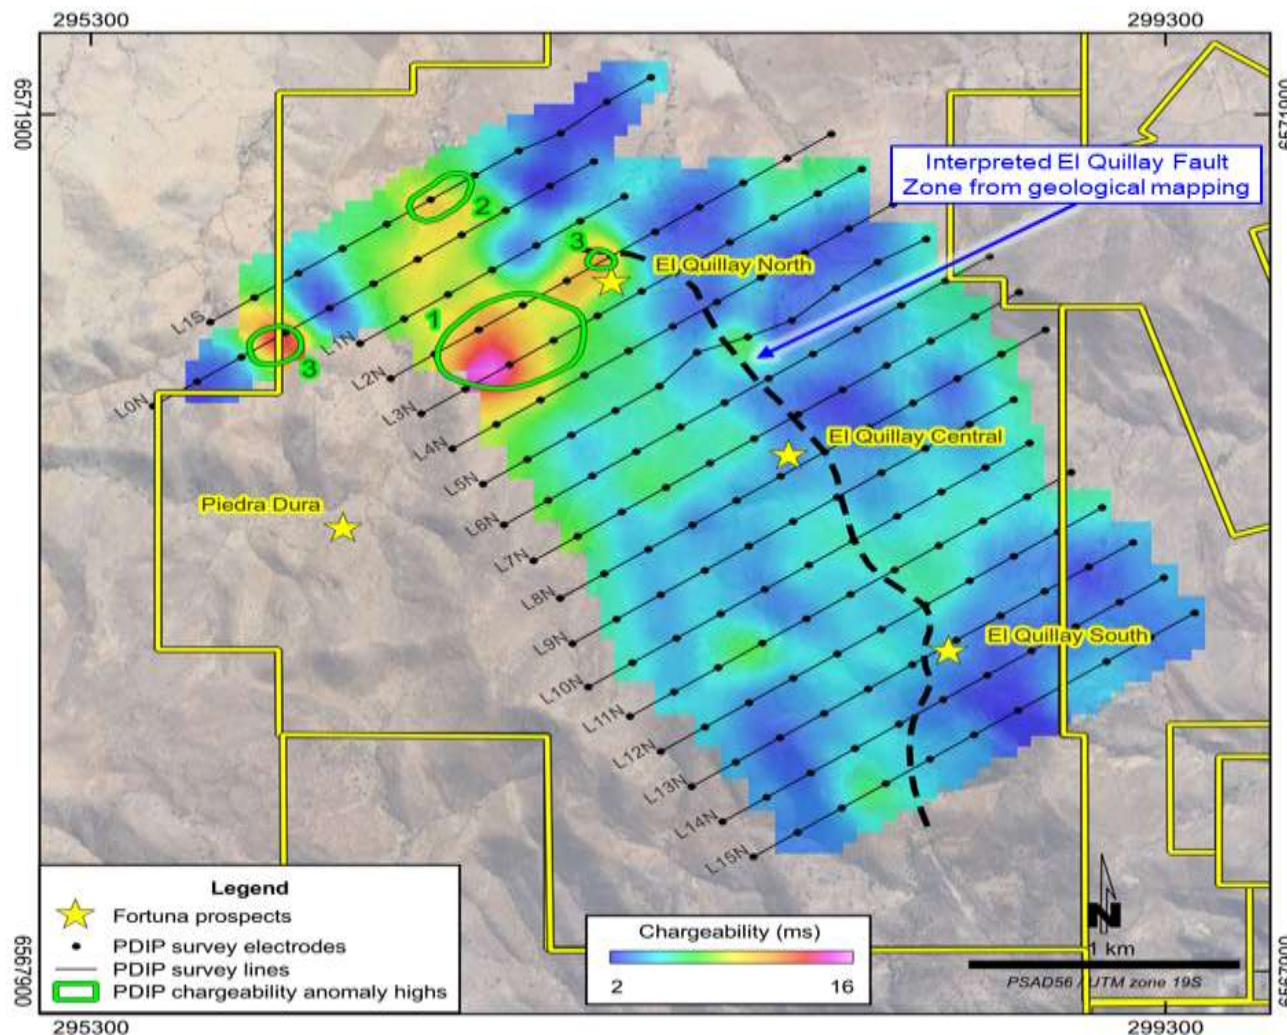 295300
299300
6571900
6571900
Interpreted El Quillay Fault
Zone from geological mapping
2
3
El Quillay North
1
L1S
L1N
3
L0N
L2N
L3N
L4N
El Quillay Central
L5N
Piedra Dura
L6N
L7N
L8N
L9N
El Quillay South
L10N
L11N
L12N
L13N
L14N
L15N
Legend
Fortuna prospects
PDIP survey electrodes
PDIP survey lines
PDIP chargeability anomaly highs
Chargeability (ms)
2
16
N
1 km
PSAD56 / UTM zone 19S
6567900
6567900
295300
299300